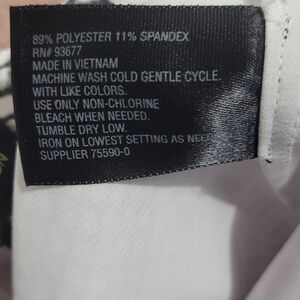 89% POLYESTER 11% SPANDEX
RN# 93677
MADE IN VIETNAM
MACHINE WASH COLD GENTLE CYCLE.
WITH LIKE COLORS.
USE ONLY NON-CHLORINE
BLEACH WHEN NEEDED.
TUMBLE DRY LOW.
IRON ON LOWEST SETTING AS
SUPPLIER 75590-0